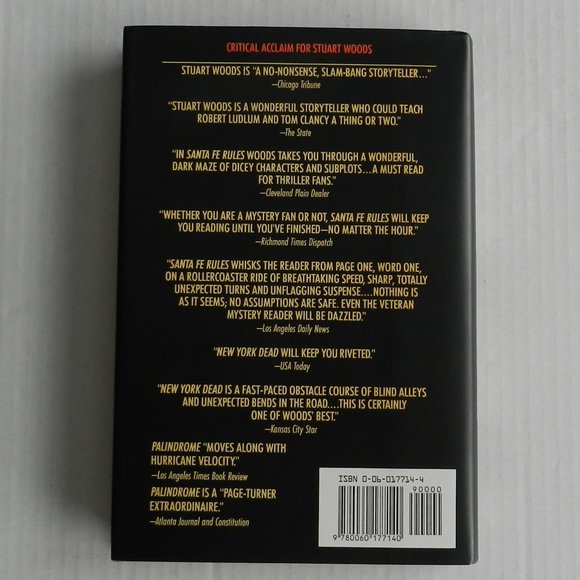 CRITICAL ACCLAIM FOR STUART WOODS
STUART WOODS IS "A NO-NONSENSE, SLAM-BANG STORYTELLER..."
—Chicago Tribune
"STUART WOODS IS A WONDERFUL STORYTELLER WHO COULD TEACH
ROBERT LUDLUM AND TOM CLANCY A THING OR TWO."
—The State
"IN SANTA FE RULES WOODS TAKES YOU THROUGH A WONDERFUL,
DARK MAZE OF DICEY CHARACTERS AND SUBPLOTS...A MUST READ
FOR THRILLER FANS."
—Cleveland Plain Dealer
"WHETHER YOU ARE A MYSTERY FAN OR NOT, SANTA FE RULES WILL KEEP
YOU READING UNTIL YOU'VE FINISHED—NO MATTER THE HOUR."
—Richmond Times Dispatch
"SANTA FE RULES WHISKS THE READER FROM PAGE ONE, WORD ONE,
ON A ROLLERCOASTER RIDE OF BREATHTAKING SPEED, SHARP, TOTALLY
UNEXPECTED TURNS AND UNFLAGGING SUSPENSE....NOTHING IS
AS IT SEEMS; NO ASSUMPTIONS ARE SAFE. EVEN THE VETERAN
MYSTERY READER WILL BE DAZZLED."
—Los Angeles Daily News
"NEW YORK DEAD WILL KEEP YOU RIVETED."
—USA Today
"NEW YORK DEAD IS A FAST-PACED OBSTACLE COURSE OF BLIND ALLEYS
AND UNEXPECTED BENDS IN THE ROAD....THIS IS CERTAINLY
ONE OF WOODS' BEST."
—Kansas City Star
PALINDROME "MOVES ALONG WITH
HURRICANE VELOCITY."
—Los Angeles Times Book Review
PALINDROME IS A "PAGE-TURNER
EXTRAORDINAIRE."
—Atlanta Journal and Constitution
ISBN 0-06-017714-4
90000
9 780060 177140